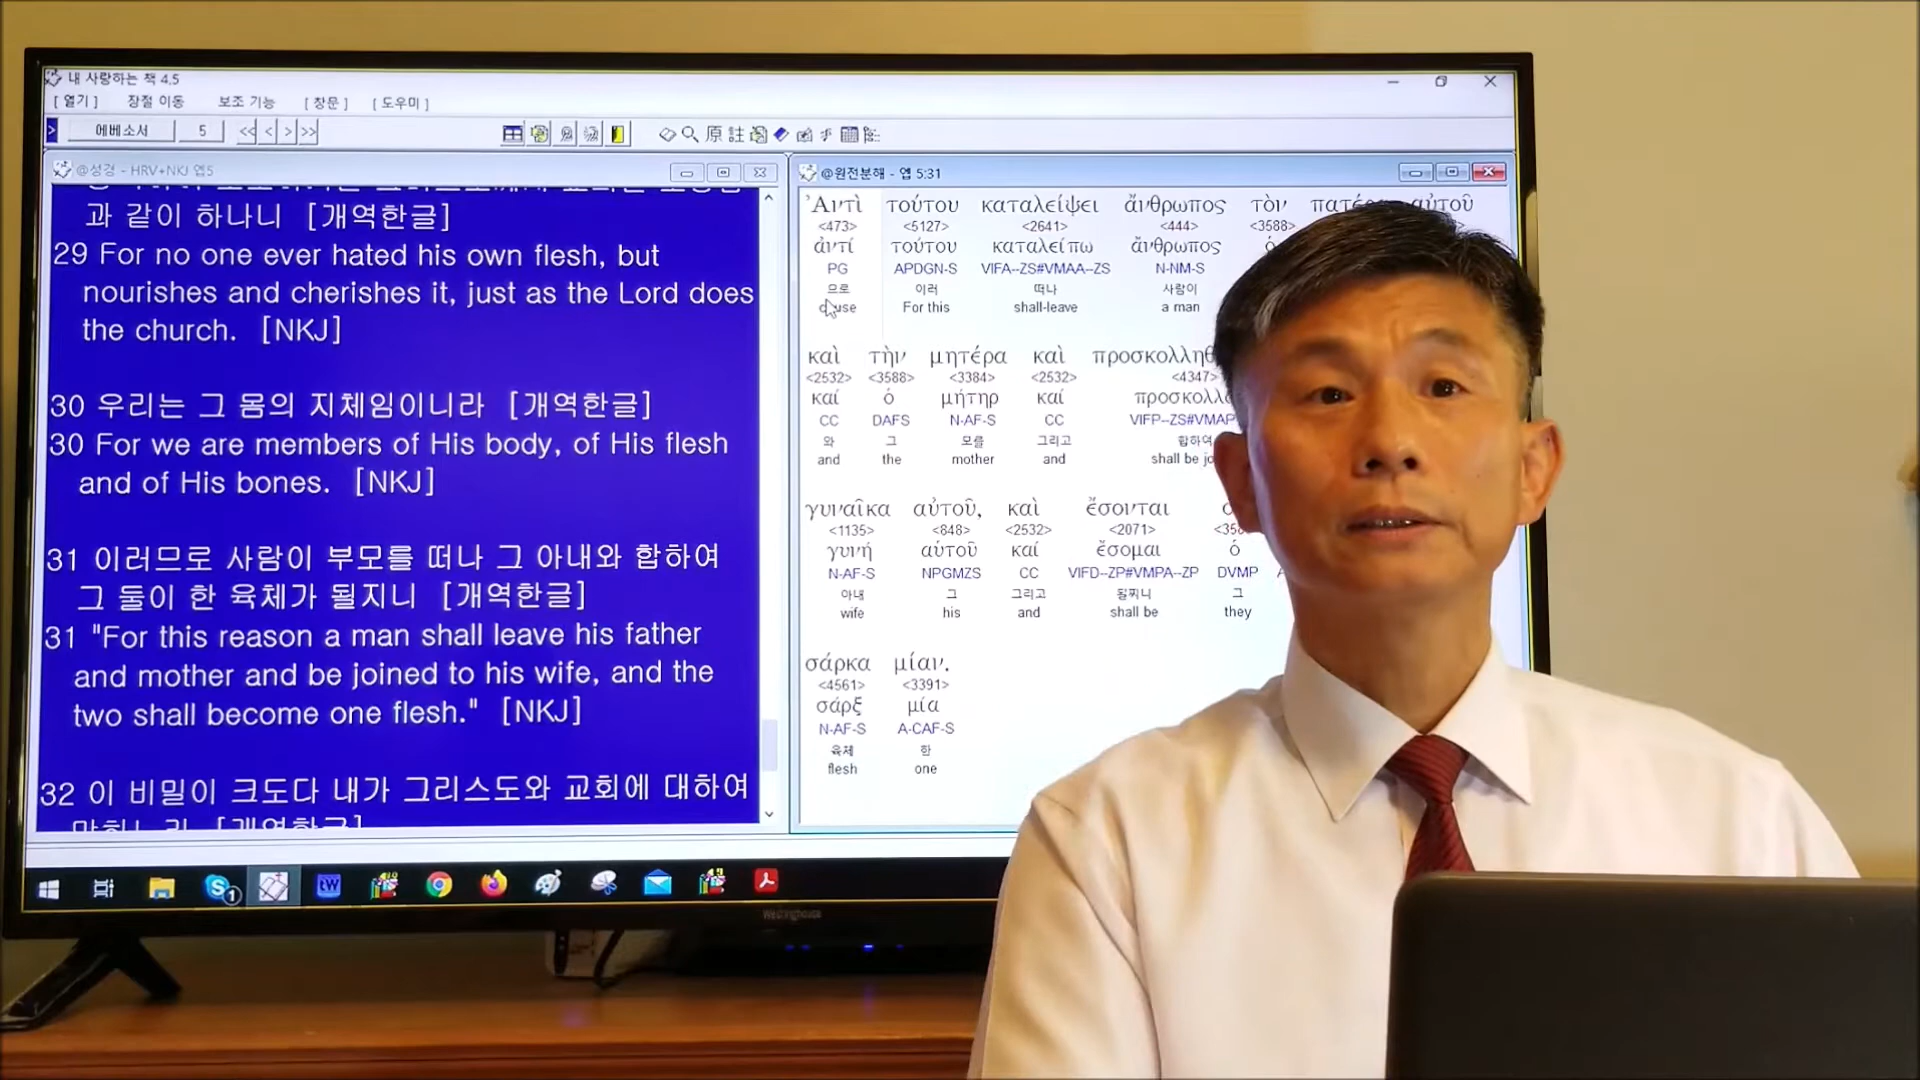 내 사랑하는 책 4.5
[ 열기 ] 장절 이동 보조 기능 [ 창문 ] [ 도우미 ]
> 에베소서 5 << < > >> 原 註
@성경 - HRV+NKJ 엡5
과 같이 하나니 [개역한글]
29 For no one ever hated his own flesh, but
nourishes and cherishes it, just as the Lord does
the church. [NKJ]
30 우리는 그 몸의 지체임이니라 [개역한글]
30 For we are members of His body, of His flesh
and of His bones. [NKJ]
31 이러므로 사람이 부모를 떠나 그 아내와 합하여
그 둘이 한 육체가 될지니 [개역한글]
31 "For this reason a man shall leave his father
and mother and be joined to his wife, and the
two shall become one flesh." [NKJ]
32 이 비밀이 크도다 내가 그리스도와 교회에 대하여
@원전분해 - 엡 5:31
Ἀντὶ τούτου καταλείψει ἄνθρωπος τὸν αὐτοῦ
<473> <5127> <2641> <444> <3588>
ἀντί τούτου καταλείπω ἄνθρωπος
PG APDGN-S VIFA--ZS#VMAA--ZS N-NM-S
으로 이러 떠나 사람이
For this shall-leave a man
καὶ τὴν μητέρα καὶ
<2532> <3588> <3384> <2532> <4347>
καί ὁ μήτηρ καί
CC DAFS N-AF-S CC
와 그 모를 그리고 합하여
and the mother and shall be
γυναῖκα αὐτοῦ, καὶ ἔσονται
<1135> <848> <2532> <2071>
γυνή αὐτοῦ καί ἔσομαι ὁ
N-AF-S NPGMZS CC VIFD--ZP#VMPA--ZP DVMP
아내 그 그리고 될찌니 그
wife his and shall be they
σάρκα μίαν.
<4561> <3391>
σάρξ μία
N-AF-S A-CAF-S
육체 한
flesh one
Westinghouse